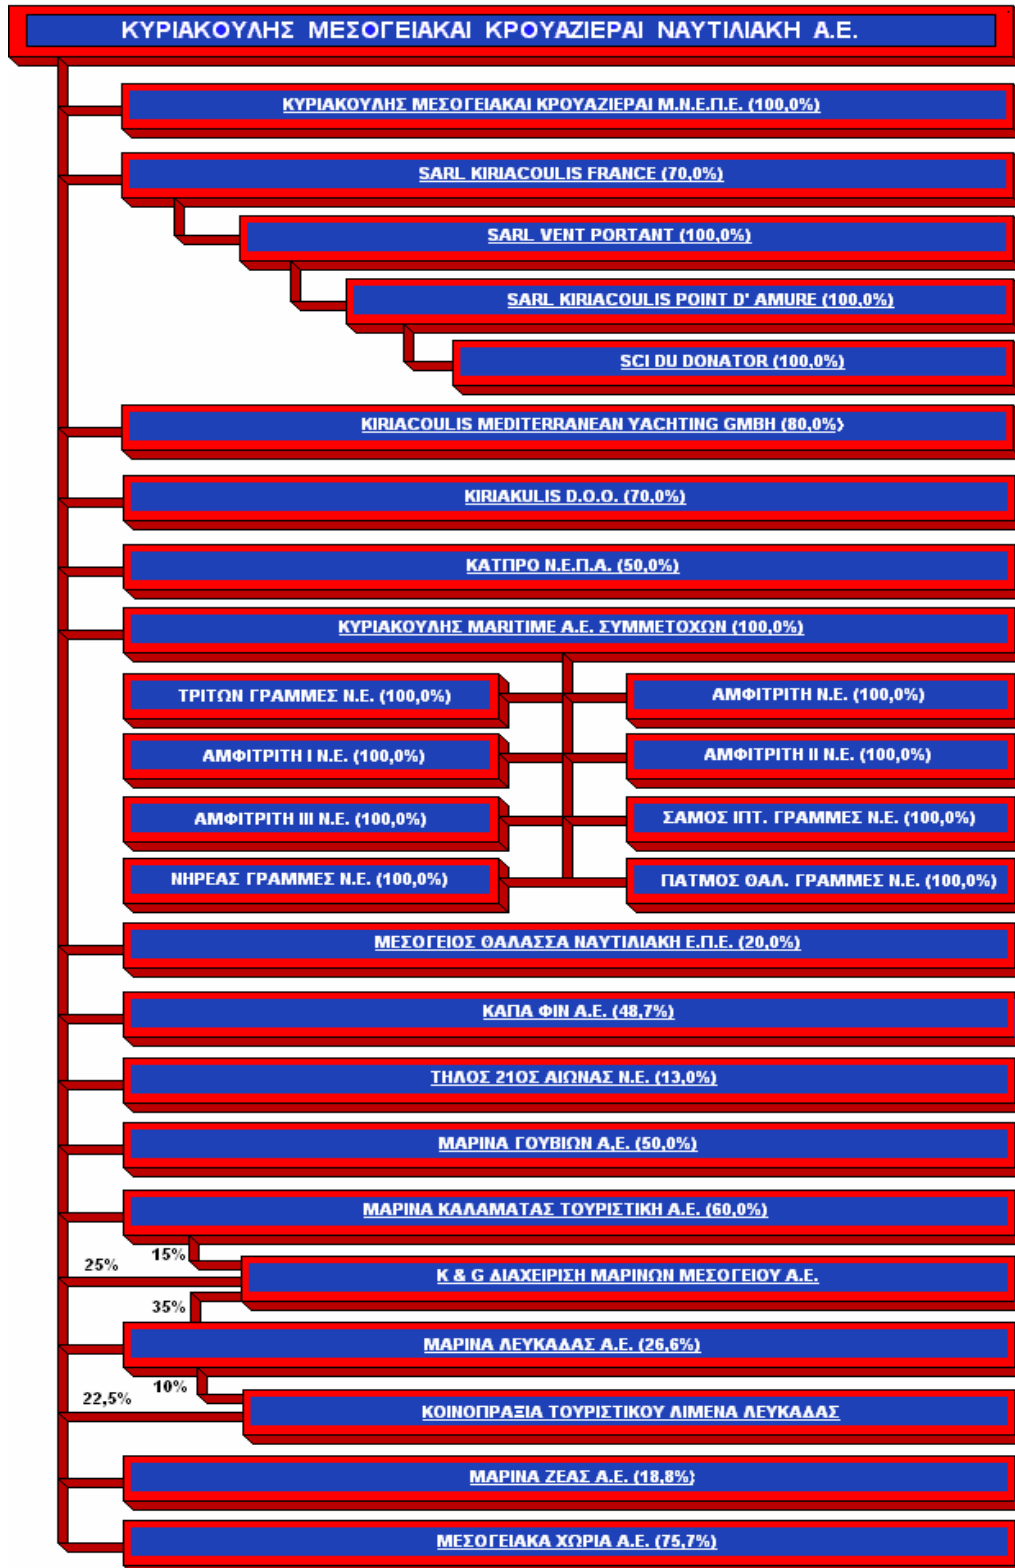 ΚΥΡΙΑΚΟΥΛΗΣ ΜΕΣΟΓΕΙΑΚΑΙ ΚΡΟΥΑΖΙΕΡΑΙ ΝΑΥΤΙΛΙΑΚΗ Α.Ε.
ΚΥΡΙΑΚΟΥΛΗΣ ΜΕΣΟΓΕΙΑΚΑΙ ΚΡΟΥΑΖΙΕΡΑΙ Μ.Ν.Ε.Π.Ε. (100,0%)
SARL KIRIACOULIS FRANCE (70,0%)
SARL VENT PORTANT (100,0%)
SARL KIRIACOULIS POINT D' AMURE (100,0%)
SCI DU DONATOR (100,0%)
KIRIACOULIS MEDITERRANEAN YACHTING GMBH (80,0%}
KIRIAKULIS D.O.O. (70,0%)
ΚΑΤΠΡΟ Ν.Ε.Π.Α. (50,0%)
ΚΥΡΙΑΚΟΥΛΗΣ MARITIME Α.Ε. ΣΥΜΜΕΤΟΧΩΝ (100,0%)
ΤΡΙΤΩΝ ΓΡΑΜΜΕΣ Ν.Ε. (100,0%)
ΑΜΦΙΤΡΙΤΗ Ν.Ε. (100,0%)
ΑΜΦΙΤΡΙΤΗ Ι Ν.Ε. (100,0%)
ΑΜΦΙΤΡΙΤΗ ΙΙ Ν.Ε. (100,0%)
ΑΜΦΙΤΡΙΤΗ ΙΙΙ Ν.Ε. (100,0%)
ΣΑΜΟΣ ΙΠΤ. ΓΡΑΜΜΕΣ Ν.Ε. (100,0%)
ΝΗΡΕΑΣ ΓΡΑΜΜΕΣ Ν.Ε. (100,0%)
ΠΑΤΜΟΣ ΘΑΛ. ΓΡΑΜΜΕΣ Ν.Ε. (100,0%)
ΜΕΣΟΓΕΙΟΣ ΘΑΛΑΣΣΑ ΝΑΥΤΙΛΙΑΚΗ Ε.Π.Ε. (20,0%)
ΚΑΠΑ ΦΙΝ Α.Ε. (48,7%)
ΤΗΛΟΣ 21ΟΣ ΑΙΩΝΑΣ Ν.Ε. (13,0%)
ΜΑΡΙΝΑ ΓΟΥΒΙΩΝ Α,Ε. (50,0%)
ΜΑΡΙΝΑ ΚΑΛΑΜΑΤΑΣ ΤΟΥΡΙΣΤΙΚΗ Α.Ε. (60,0%)
15%
25%
K & G ΔΙΑΧΕΙΡΙΣΗ ΜΑΡΙΝΩΝ ΜΕΣΟΓΕΙΟΥ Α.Ε.
35%
ΜΑΡΙΝΑ ΛΕΥΚΑΔΑΣ Α.Ε. (26,6%)
10%
22,5%
ΚΟΙΝΟΠΡΑΞΙΑ ΤΟΥΡΙΣΤΙΚΟΥ ΛΙΜΕΝΑ ΛΕΥΚΑΔΑΣ
ΜΑΡΙΝΑ ΖΕΑΣ Α.Ε. (18,8%}
ΜΕΣΟΓΕΙΑΚΑ ΧΩΡΙΑ Α.Ε. (75,7%)